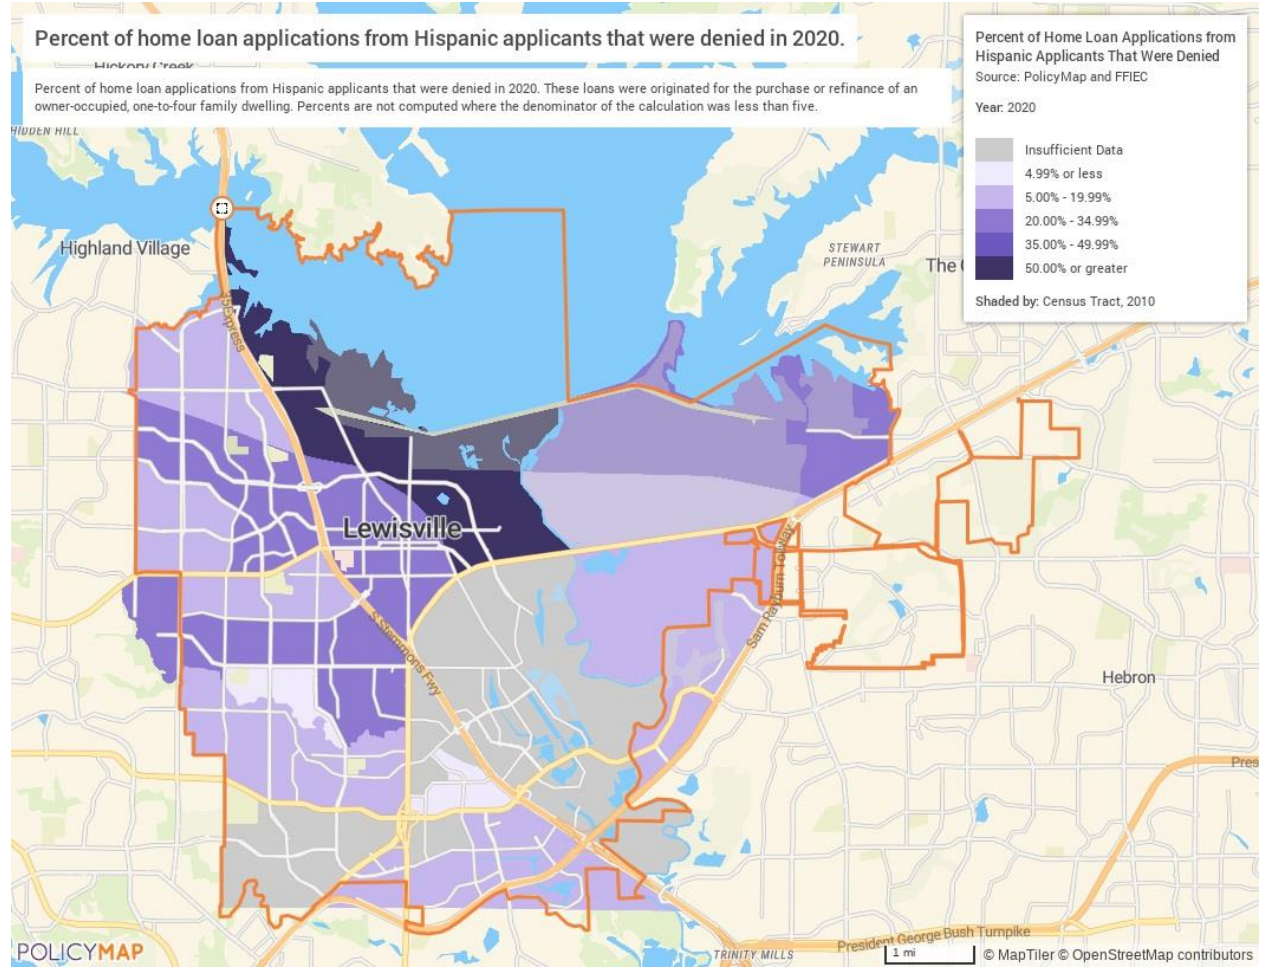 Percent of home loan applications from Hispanic applicants that were denied in 2020.
Hickory Creek
Percent of home loan applications from Hispanic applicants that were denied in 2020. These loans were originated for the purchase or refinance of an
owner-occupied, one-to-four family dwelling. Percents are not computed where the denominator of the calculation was less than five.
Percent of Home Loan Applications from
Hispanic Applicants That Were Denied
Source: PolicyMap and FFIEC
Year: 2020
Insufficient Data
4.99% or less
5.00% - 19.99%
20.00% - 34.99%
35.00% - 49.99%
50.00% or greater
Shaded by: Census Tract, 2010
HIDDEN HILL
Highland Village
STEWART
PENINSULA
The
35Express
Lewisville
S Stemmons Fwy
Sam Rayburn Tollway
Hebron
Pres
President George Bush Turnpike
TRINITY MILLS
POLICYMAP
1 mi
© MapTiler © OpenStreetMap contributors